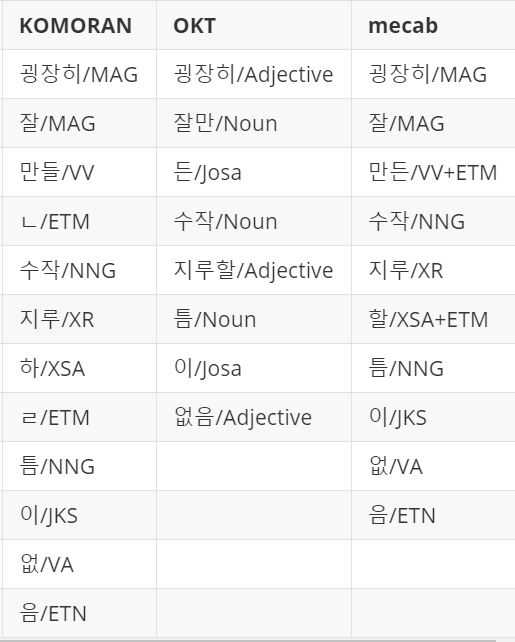 KOMORAN OKT mecab
굉장히/MAG 굉장히/Adjective 굉장히/MAG
잘/MAG 잘만/Noun 잘/MAG
만들/VV 든/Josa 만든/VV+ETM
ㄴ/ETM 수작/Noun 수작/NNG
수작/NNG 지루할/Adjective 지루/XR
지루/XR 틈/Noun 할/XSA+ETM
하/XSA 이/Josa 틈/NNG
ㄹ/ETM 없음/Adjective 이/JKS
틈/NNG 없/VA
이/JKS 음/ETN
없/VA
음/ETN